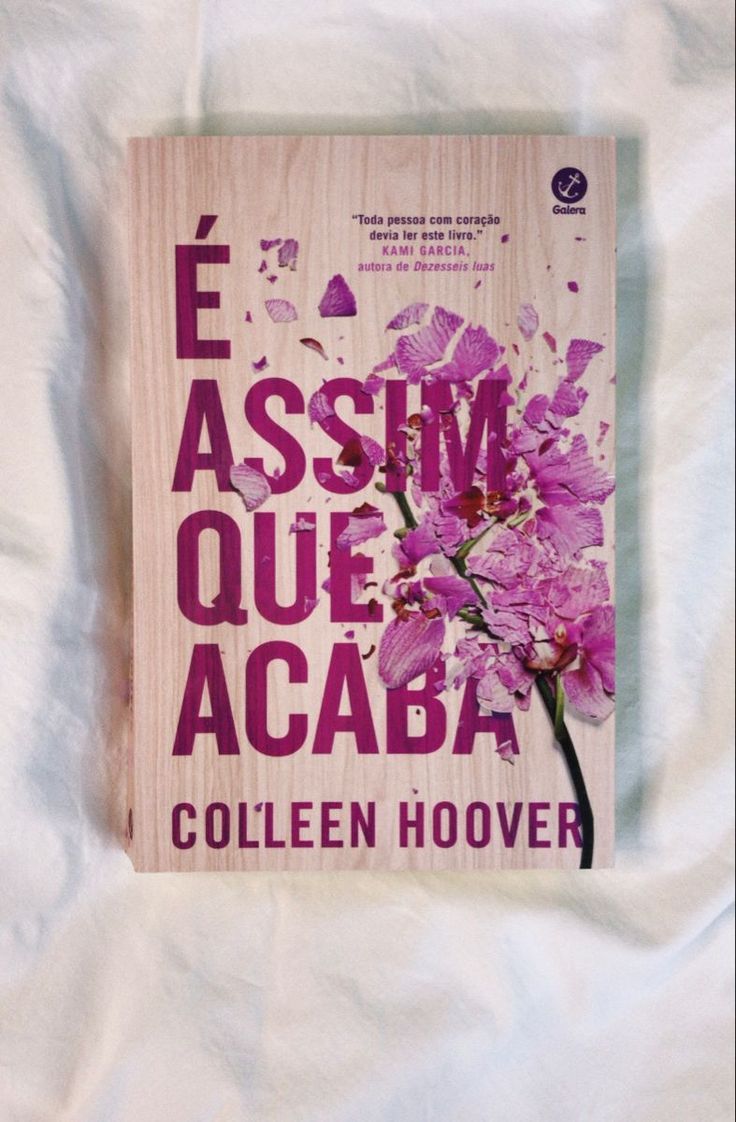 Galera
“Toda pessoa com coração
devia ler este livro.”
KAMI GARCIA,
autora de Dezesseis luas
É
ASSIM
QUE
ACABA
COLLEEN HOOVER